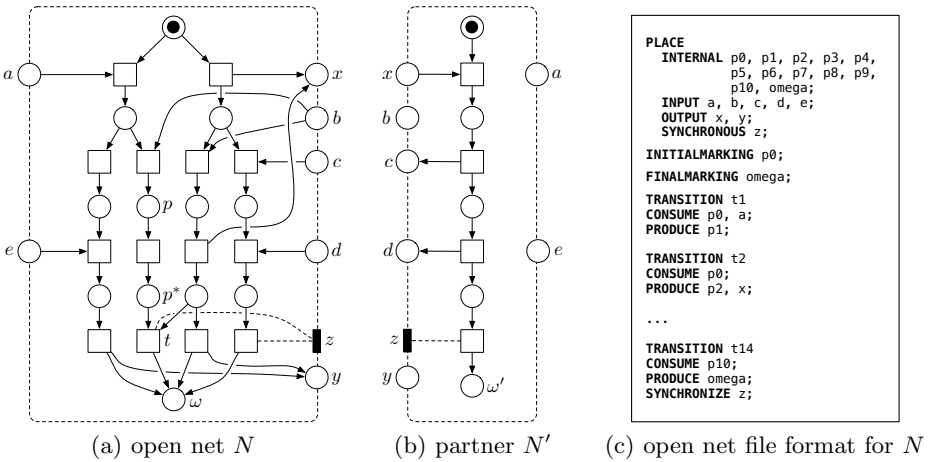 a
e
x
b
c
d
z
y
p
p*
t
ω
(a) open net N
x
b
c
d
z
y
a
e
ω′
(b) partner N′
PLACE
INTERNAL p0, p1, p2, p3, p4,
p5, p6, p7, p8, p9,
p10, omega;
INPUT a, b, c, d, e;
OUTPUT x, y;
SYNCHRONOUS z;
INITIALMARKING p0;
FINALMARKING omega;
TRANSITION t1
CONSUME p0, a;
PRODUCE p1;
TRANSITION t2
CONSUME p0;
PRODUCE p2, x;
...
TRANSITION t14
CONSUME p10;
PRODUCE omega;
SYNCHRONIZE z;
(c) open net file format for N